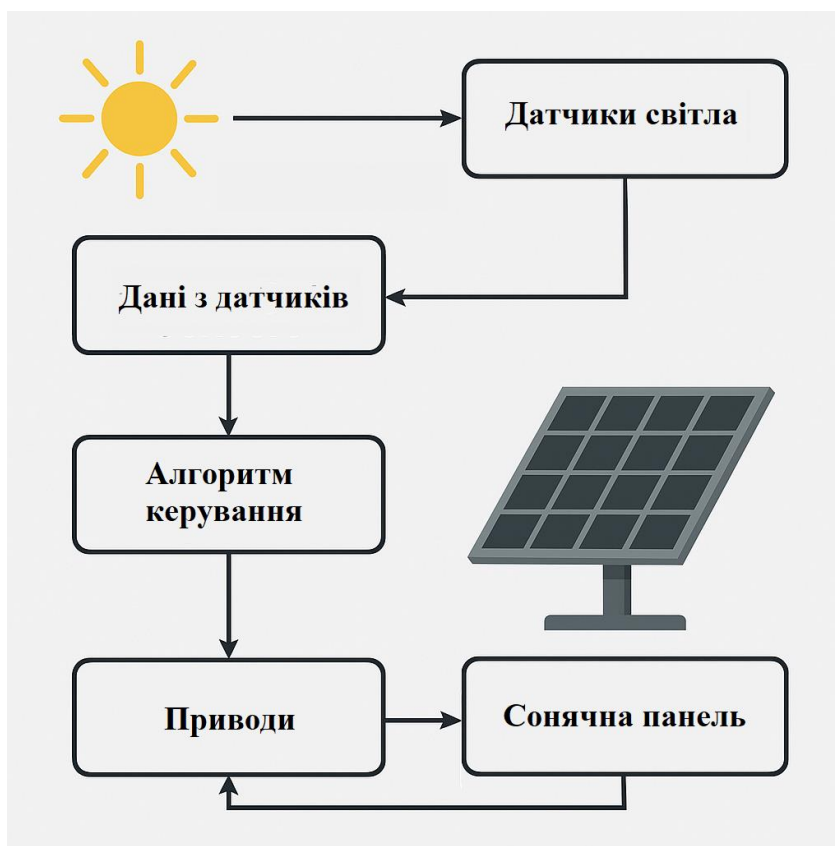 Датчики світла
Дані з датчиків
Алгоритм
керування
Приводи
Сонячна панель